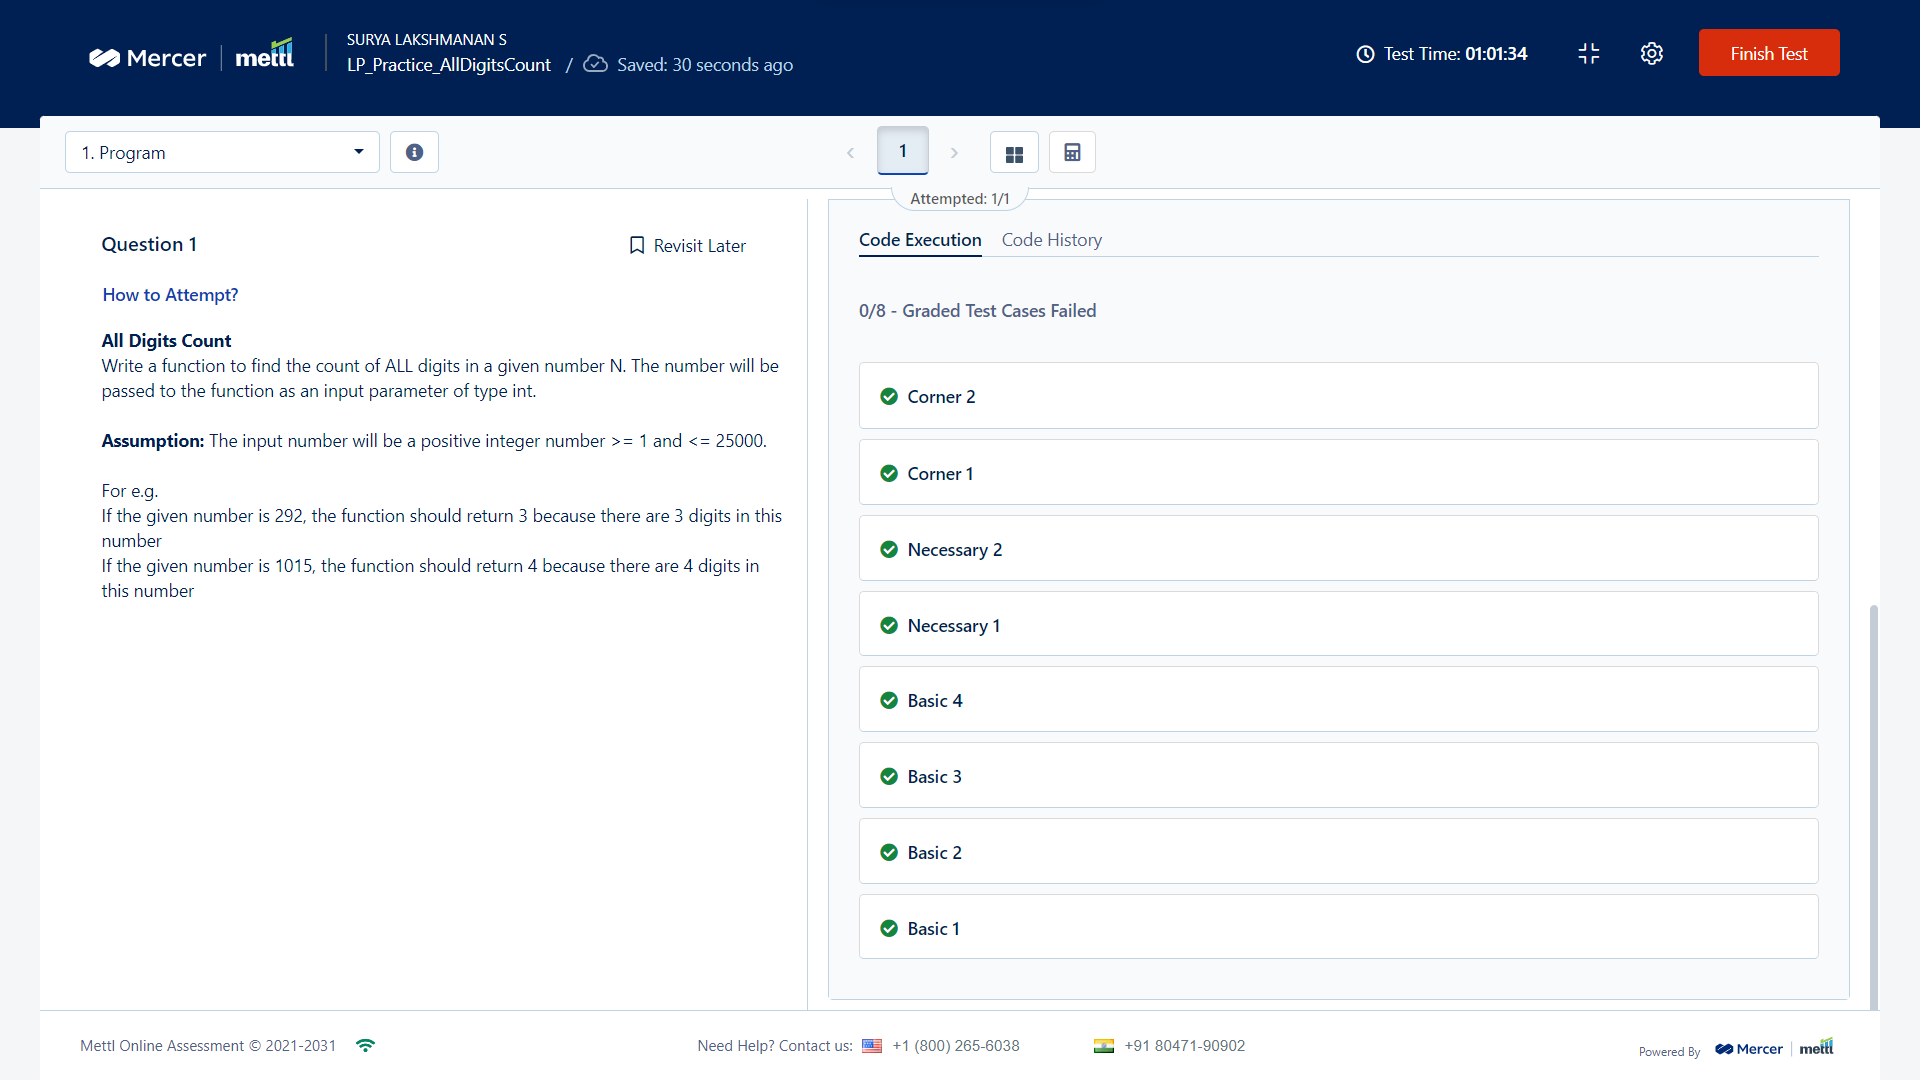 Mercer mettl
SURYA LAKSHMANAN S
LP_Practice_AllDigitsCount / Saved: 30 seconds ago
Test Time: 01:01:34
Finish Test
1. Program
1
Attempted: 1/1
Question 1
Revisit Later
How to Attempt?
All Digits Count
Write a function to find the count of ALL digits in a given number N. The number will be
passed to the function as an input parameter of type int.
Assumption: The input number will be a positive integer number >= 1 and <= 25000.
For e.g.
If the given number is 292, the function should return 3 because there are 3 digits in this
number
If the given number is 1015, the function should return 4 because there are 4 digits in
this number
Code Execution
Code History
0/8 - Graded Test Cases Failed
Corner 2
Corner 1
Necessary 2
Necessary 1
Basic 4
Basic 3
Basic 2
Basic 1
Mettl Online Assessment © 2021-2031
Need Help? Contact us: +1 (800) 265-6038
+91 80471-90902
Powered By Mercer mettl